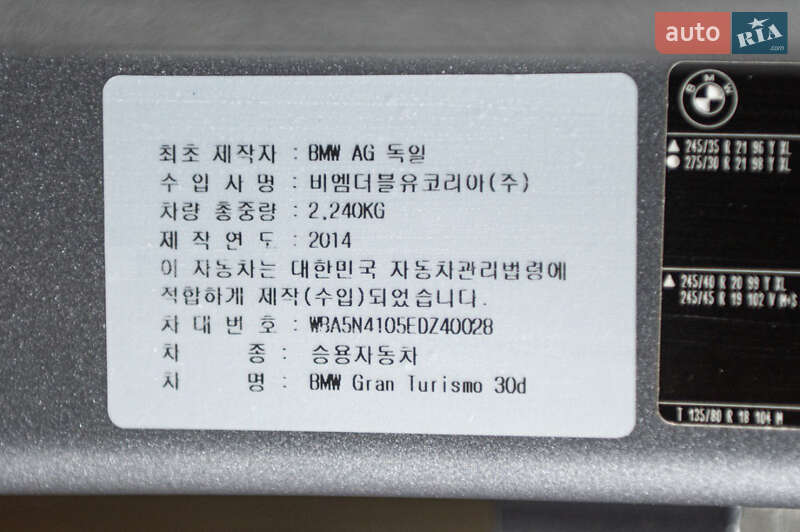 auto RIA .com
BMW
최초 제작자 : BMW AG 독일
수 입 사 명 : 비엠더블유코리아(주)
차량 총중량 : 2,240KG
제 작 연 도 : 2014
이 자동차는 대한민국 자동차관리법령에
적합하게 제작(수입)되었습니다.
차 대 번 호 : WBA5N4105EDZ40028
차 종 : 승용자동차
차 명 : BMW Gran Turismo 30d
245/35 R 21 96 Y XL
275/30 R 21 98 Y XL
245/40 R 20 99 Y XL
245/45 R 19 102 V M+S
T 135/80 R 18 104 M